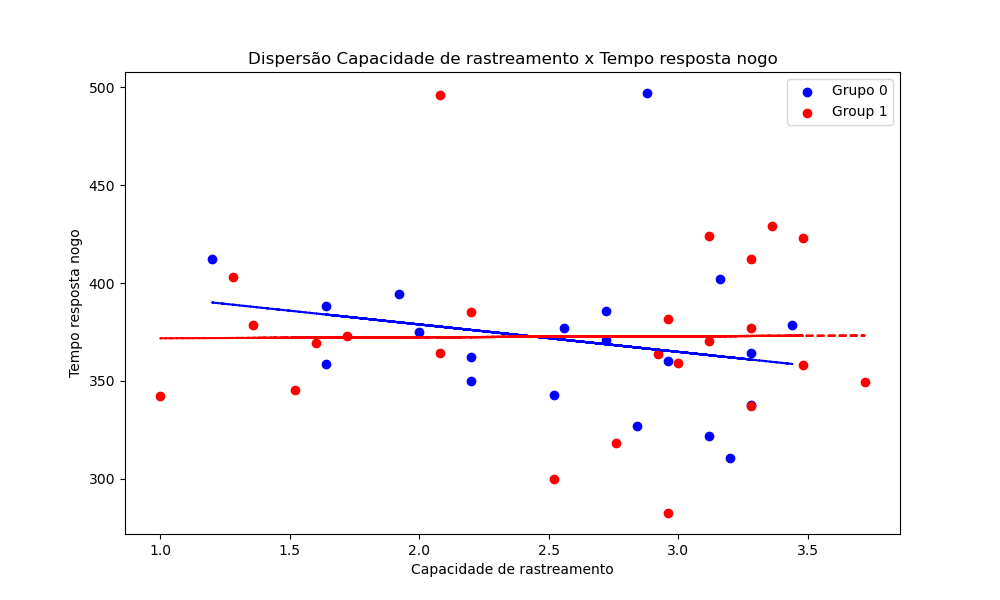 Dispersão Capacidade de rastreamento x Tempo resposta nogo
Grupo 0
Group 1
500
450
400
350
300
Tempo resposta nogo
1.0 1.5 2.0 2.5 3.0 3.5
Capacidade de rastreamento